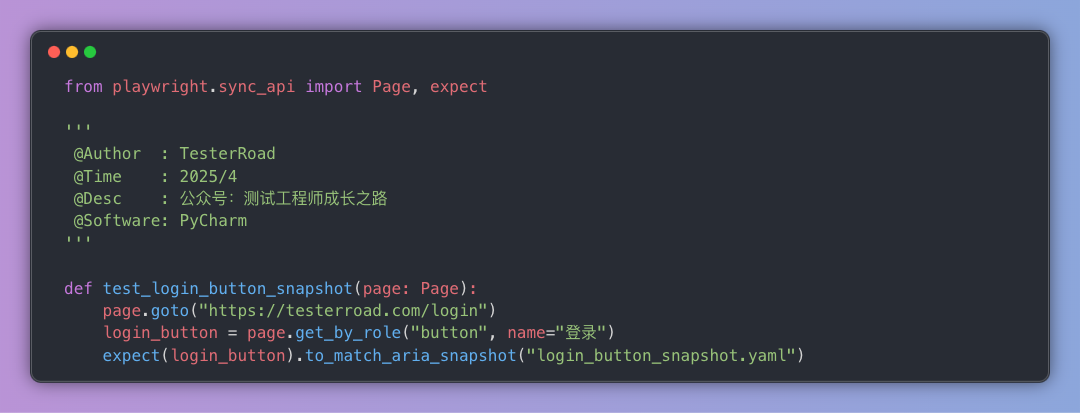 from playwright.sync_api import Page, expect
'''
@Author  : TesterRoad
@Time    : 2025/4
@Desc    : 公众号: 测试工程师成长之路
@Software: PyCharm
'''
def test_login_button_snapshot(page: Page):
    page.goto("https://testerroad.com/login")
    login_button = page.get_by_role("button", name="登录")
    expect(login_button).to_match_aria_snapshot("login_button_snapshot.yaml")